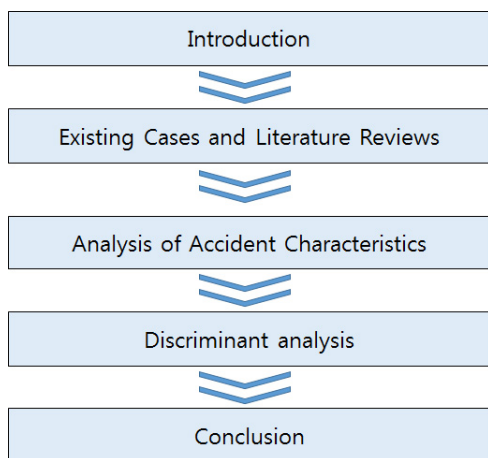 Introduction
Existing Cases and Literature Reviews
Analysis of Accident Characteristics
Discriminant analysis
Conclusion